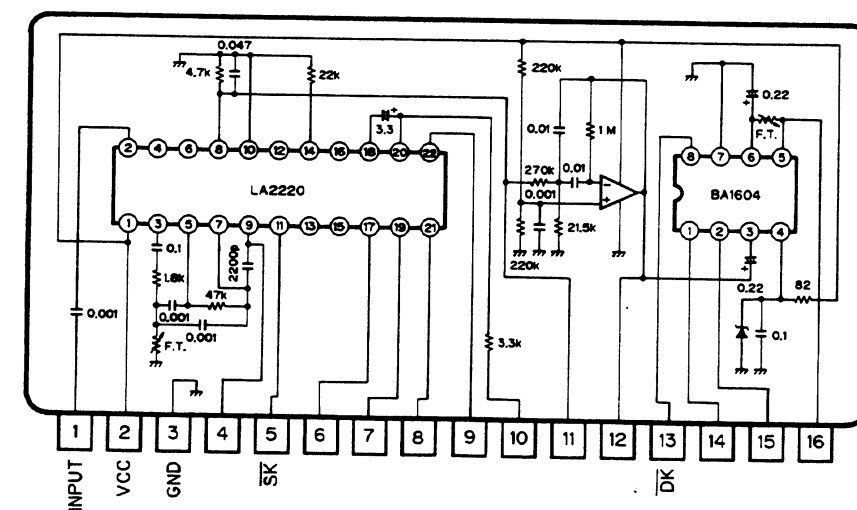 0.047
4.7k
22k
220k
0.22
3.3
0.01
1M
F.T.
2 4 6 8 10 12 14 16 18 20 22
8 7 6 5
270k
0.01
LA2220
BA1604
0.001
1 3 5 7 9 11 13 15 17 19 21
1 2 3 4
21.5k
0.1
2200p
220k
1.8k
0.22
82
47k
0.001
0.001
0.001
3.3k
0.1
F.T.
1 2 3 4 5 6 7 8 9 10 11 12 13 14 15 16
INPUT
VCC
GND
SK
DK